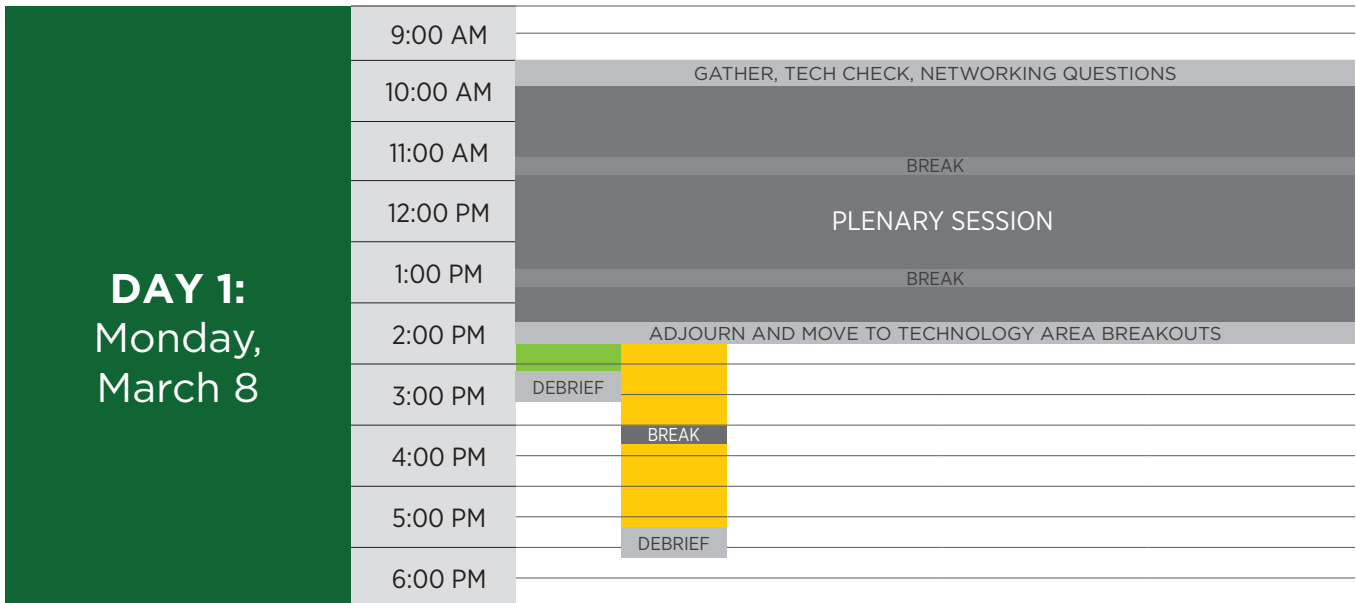 DAY 1:
Monday,
March 8
9:00 AM
10:00 AM
11:00 AM
12:00 PM
1:00 PM
2:00 PM
3:00 PM
4:00 PM
5:00 PM
6:00 PM
GATHER, TECH CHECK, NETWORKING QUESTIONS
BREAK
PLENARY SESSION
BREAK
ADJOURN AND MOVE TO TECHNOLOGY AREA BREAKOUTS
DEBRIEF
BREAK
DEBRIEF